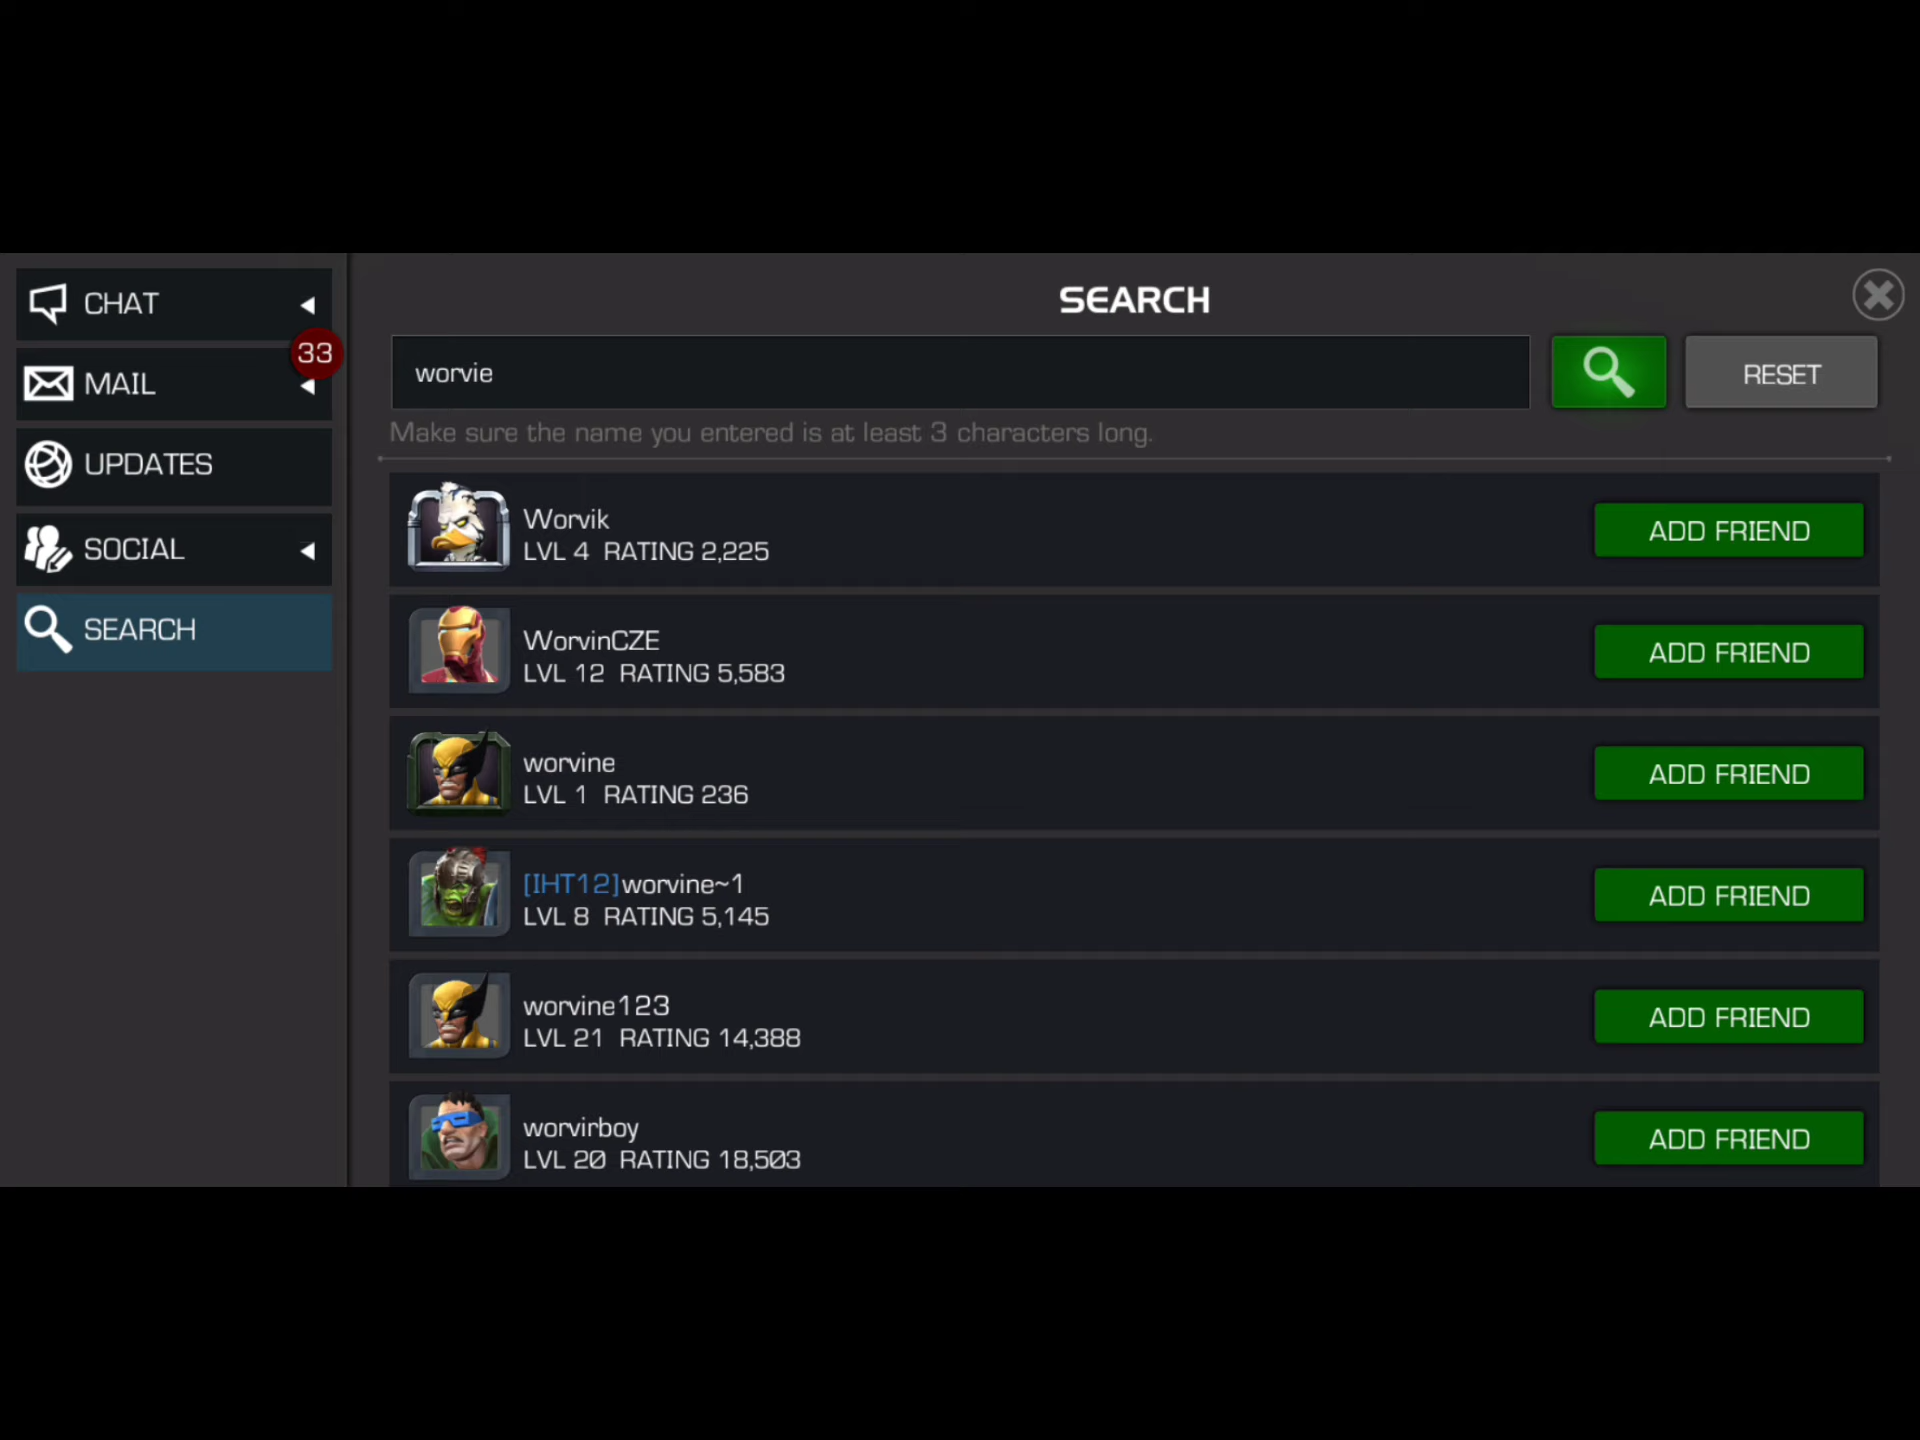 CHAT
33
MAIL
UPDATES
SOCIAL
SEARCH
SEARCH
worvie
RESET
Make sure the name you entered is at least 3 characters long.
Worvik
LVL 4 RATING 2,225
ADD FRIEND
WorvinCZE
LVL 12 RATING 5,583
ADD FRIEND
worvine
LVL 1 RATING 236
ADD FRIEND
[IHT12]worvine~1
LVL 8 RATING 5,145
ADD FRIEND
worvine123
LVL 21 RATING 14,388
ADD FRIEND
worvirboy
LVL 20 RATING 18,503
ADD FRIEND